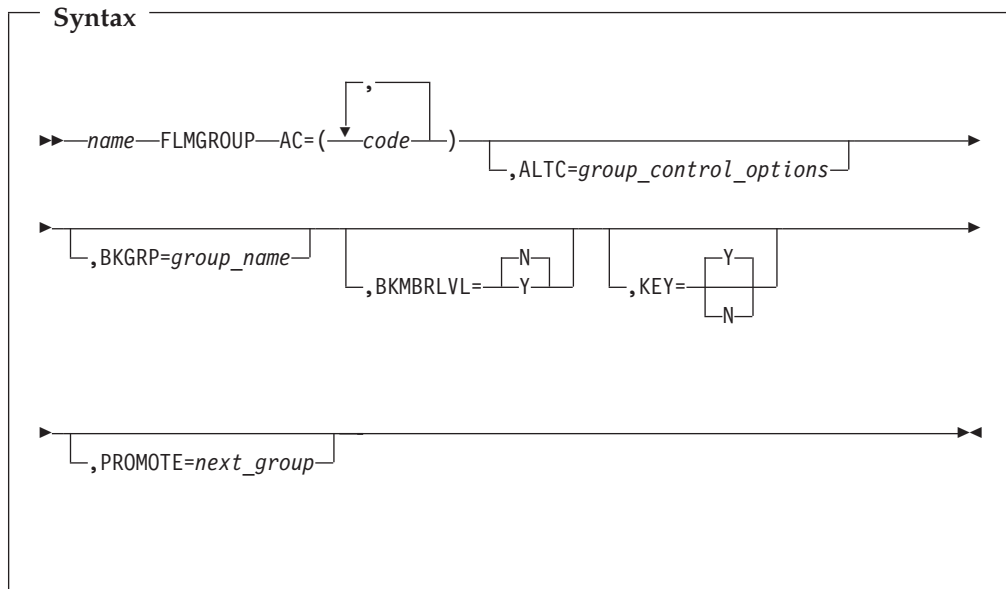 Syntax
,
name FLMGROUP AC=( code )
,ALTC=group_control_options
,BKGRP=group_name
N
,BKMBRLVL= Y
Y
,KEY=
N
,PROMOTE=next_group